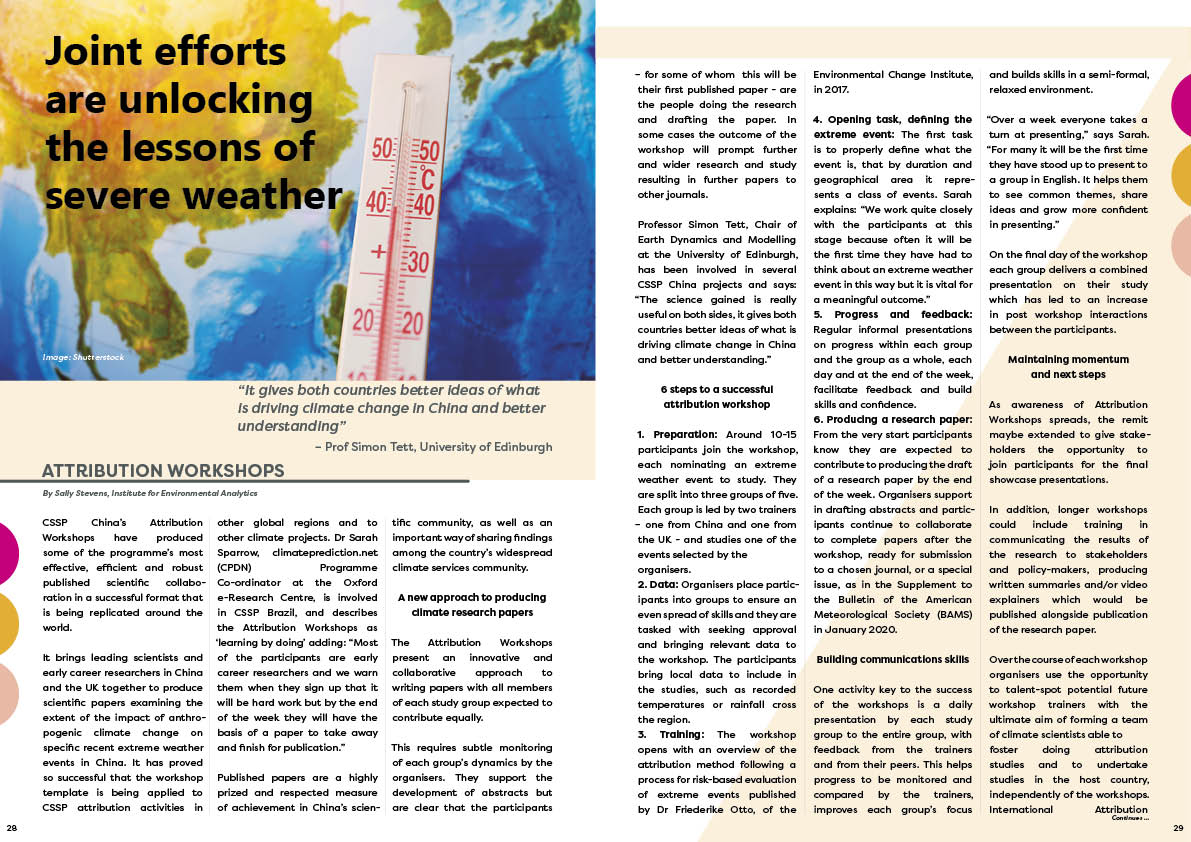 Joint efforts
are unlocking
the lessons of
severe weather
50
50
°C
40
40
+
30
20
20
10
10
Image: Shutterstock
“It gives both countries better ideas of what
is driving climate change in China and better
understanding”
– Prof Simon Tett, University of Edinburgh
ATTRIBUTION WORKSHOPS
By Sally Stevens, Institute for Environmental Analytics
CSSP China’s Attribution
Workshops have produced
some of the programme’s most
effective, efficient and robust
published scientific collabo-
ration in a successful format that
is being replicated around the
world.
It brings leading scientists and
early career researchers in China
and the UK together to produce
scientific papers examining the
extent of the impact of anthro-
pogenic climate change on
specific recent extreme weather
events in China. It has proved
so successful that the workshop
template is being applied to
CSSP attribution activities in
other global regions and to
other climate projects. Dr Sarah
Sparrow, climateprediction.net
(CPDN) Programme
Co-ordinator at the Oxford
e-Research Centre, is involved
in CSSP Brazil, and describes
the Attribution Workshops as
‘learning by doing’ adding: “Most
of the participants are early
career researchers and we warn
them when they sign up that it
will be hard work but by the end
of the week they will have the
basis of a paper to take away
and finish for publication.”
Published papers are a highly
prized and respected measure
of achievement in China’s scien-
tific community, as well as an
important way of sharing findings
among the country’s widespread
climate services community.
A new approach to producing
climate research papers
The Attribution Workshops
present an innovative and
collaborative approach to
writing papers with all members
of each study group expected to
contribute equally.
This requires subtle monitoring
of each group’s dynamics by the
organisers. They support the
development of abstracts but
are clear that the participants
28
– for some of whom this will be
their first published paper - are
the people doing the research
and drafting the paper. In
some cases the outcome of the
workshop will prompt further
and wider research and study
resulting in further papers to
other journals.
Professor Simon Tett, Chair of
Earth Dynamics and Modelling
at the University of Edinburgh,
has been involved in several
CSSP China projects and says:
“The science gained is really
useful on both sides, it gives both
countries better ideas of what is
driving climate change in China
and better understanding.”
6 steps to a successful
attribution workshop
1. Preparation: Around 10-15
participants join the workshop,
each nominating an extreme
weather event to study. They
are split into three groups of five.
Each group is led by two trainers
– one from China and one from
the UK - and studies one of the
events selected by the
organisers.
2. Data: Organisers place partic-
ipants into groups to ensure an
even spread of skills and they are
tasked with seeking approval
and bringing relevant data to
the workshop. The participants
bring local data to include in
the studies, such as recorded
temperatures or rainfall cross
the region.
3. Training: The workshop
opens with an overview of the
attribution method following a
process for risk-based evaluation
of extreme events published
by Dr Friederike Otto, of the
Environmental Change Institute,
in 2017.
4. Opening task, defining the
extreme event: The first task
is to properly define what the
event is, that by duration and
geographical area it repre-
sents a class of events. Sarah
explains: “We work quite closely
with the participants at this
stage because often it will be
the first time they have had to
think about an extreme weather
event in this way but it is vital for
a meaningful outcome.”
5. Progress and feedback:
Regular informal presentations
on progress within each group
and the group as a whole, each
day and at the end of the week,
facilitate feedback and build
skills and confidence.
6. Producing a research paper:
From the very start participants
know they are expected to
contribute to producing the draft
of a research paper by the end
of the week. Organisers support
in drafting abstracts and partic-
ipants continue to collaborate
to complete papers after the
workshop, ready for submission
to a chosen journal, or a special
issue, as in the Supplement to
the Bulletin of the American
Meteorological Society (BAMS)
in January 2020.
Building communications skills
One activity key to the success
of the workshops is a daily
presentation by each study
group to the entire group, with
feedback from the trainers
and from their peers. This helps
progress to be monitored and
compared by the trainers,
improves each group’s focus
and builds skills in a semi-formal,
relaxed environment.
“Over a week everyone takes a
turn at presenting,” says Sarah.
“For many it will be the first time
they have stood up to present to
a group in English. It helps them
to see common themes, share
ideas and grow more confident
in presenting.”
On the final day of the workshop
each group delivers a combined
presentation on their study
which has led to an increase
in post workshop interactions
between the participants.
Maintaining momentum
and next steps
As awareness of Attribution
Workshops spreads, the remit
maybe extended to give stake-
holders the opportunity to
join participants for the final
showcase presentations.
In addition, longer workshops
could include training in
communicating the results of
the research to stakeholders
and policy-makers, producing
written summaries and/or video
explainers which would be
published alongside publication
of the research paper.
Over the course of each workshop
organisers use the opportunity
to talent-spot potential future
workshop trainers with the
ultimate aim of forming a team
of climate scientists able to
foster doing attribution
studies and to undertake
studies in the host country,
independently of the workshops.
International Attribution
Continues ...
29